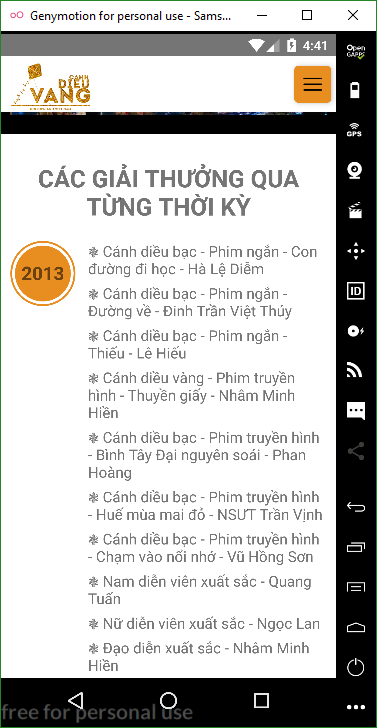 Genymotion for personal use - Sams...
4:41
Open
GAPPS
CÁNH
DIỀU
VANG
GPS
CÁC GIẢI THƯỞNG QUA
TỪNG THỜI KỲ
2013
❃ Cánh diều bạc - Phim ngắn - Con
đường đi học - Hà Lệ Diễm
❃ Cánh diều bạc - Phim ngắn -
Đường về - Đinh Trần Việt Thủy
❃ Cánh diều bạc - Phim ngắn -
Thiếu - Lê Hiếu
❃ Cánh diều vàng - Phim truyền
hình - Thuyền giấy - Nhâm Minh
Hiền
❃ Cánh diều bạc - Phim truyền hình
- Bình Tây Đại nguyên soái - Phan
Hoàng
❃ Cánh diều bạc - Phim truyền hình
- Huế mùa mai đỏ - NSƯT Trần Vịnh
❃ Cánh diều bạc - Phim truyền hình
- Chạm vào nỗi nhớ - Vũ Hồng Sơn
❃ Nam diễn viên xuất sắc - Quang
Tuấn
❃ Nữ diễn viên xuất sắc - Ngọc Lan
❃ Đạo diễn xuất sắc - Nhâm Minh
Hiền
ID
free for personal use